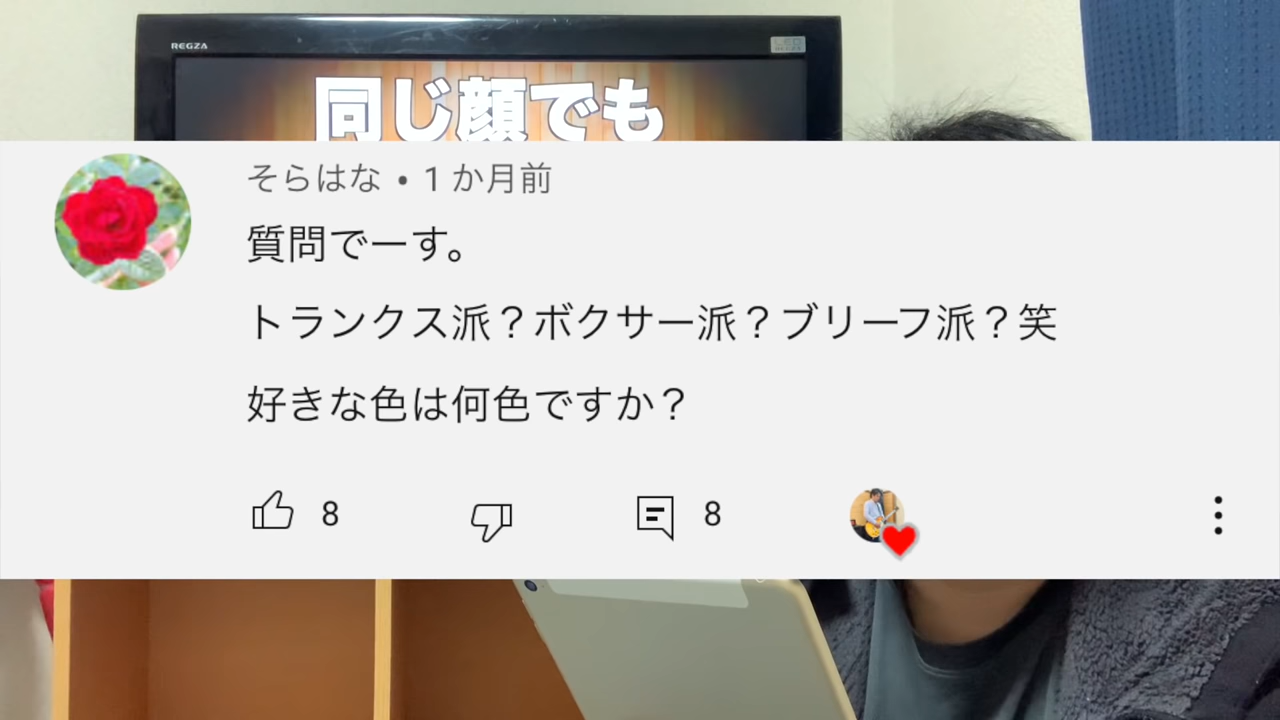 REGZA
同じ顔でも
そらはな • 1 か月前
質問でーす。
トランクス派？ボクサー派？ブリーフ派？笑
好きな色は何色ですか？
8
8